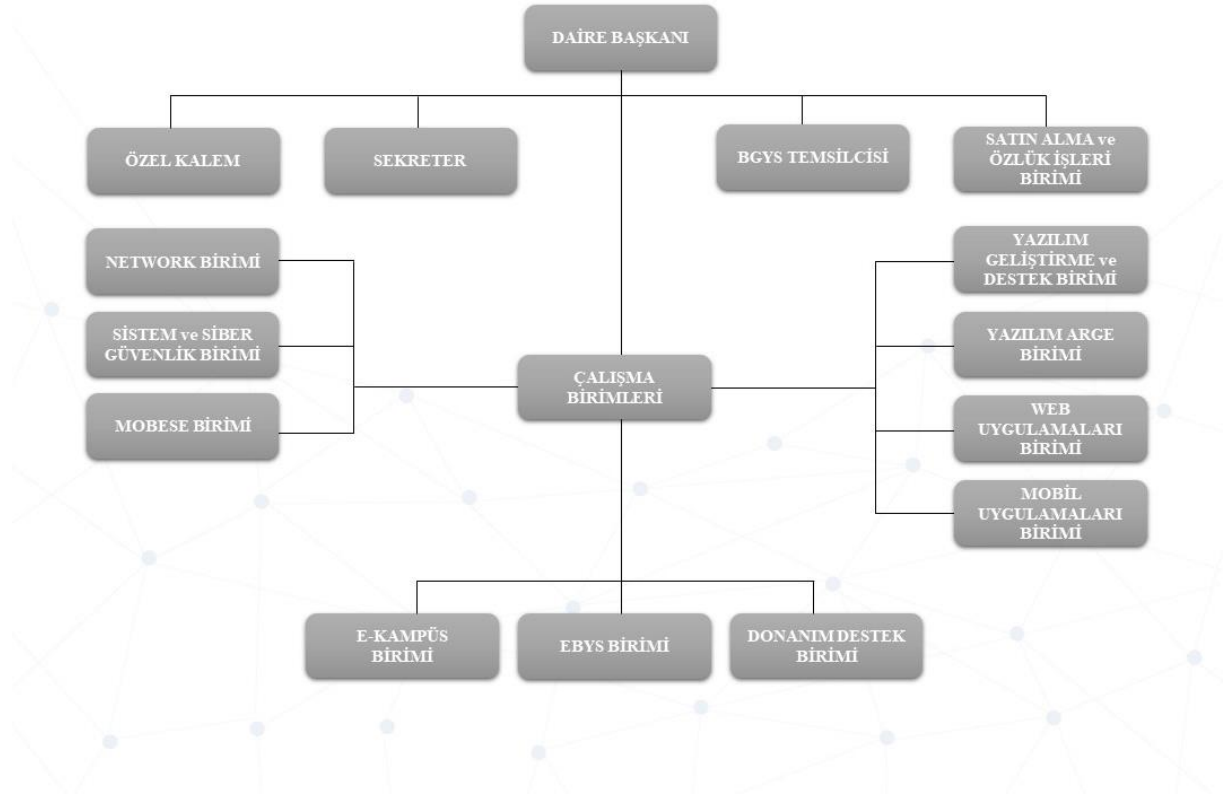 DAİRE BAŞKANI
ÖZEL KALEM
SEKRETER
BGYS TEMSİLCİSİ
SATIN ALMA ve
ÖZLÜK İŞLERİ
BİRİMİ
NETWORK BİRİMİ
SİSTEM ve SİBER
GÜVENLİK BİRİMİ
MOBESE BİRİMİ
ÇALIŞMA
BİRİMLERİ
YAZILIM
GELİŞTİRME ve
DESTEK BİRİMİ
YAZILIM ARGE
BİRİMİ
WEB
UYGULAMALARI
BİRİMİ
MOBİL
UYGULAMALARI
BİRİMİ
E-KAMPÜS
BİRİMİ
EBYS BİRİMİ
DONANIM DESTEK
BİRİMİ